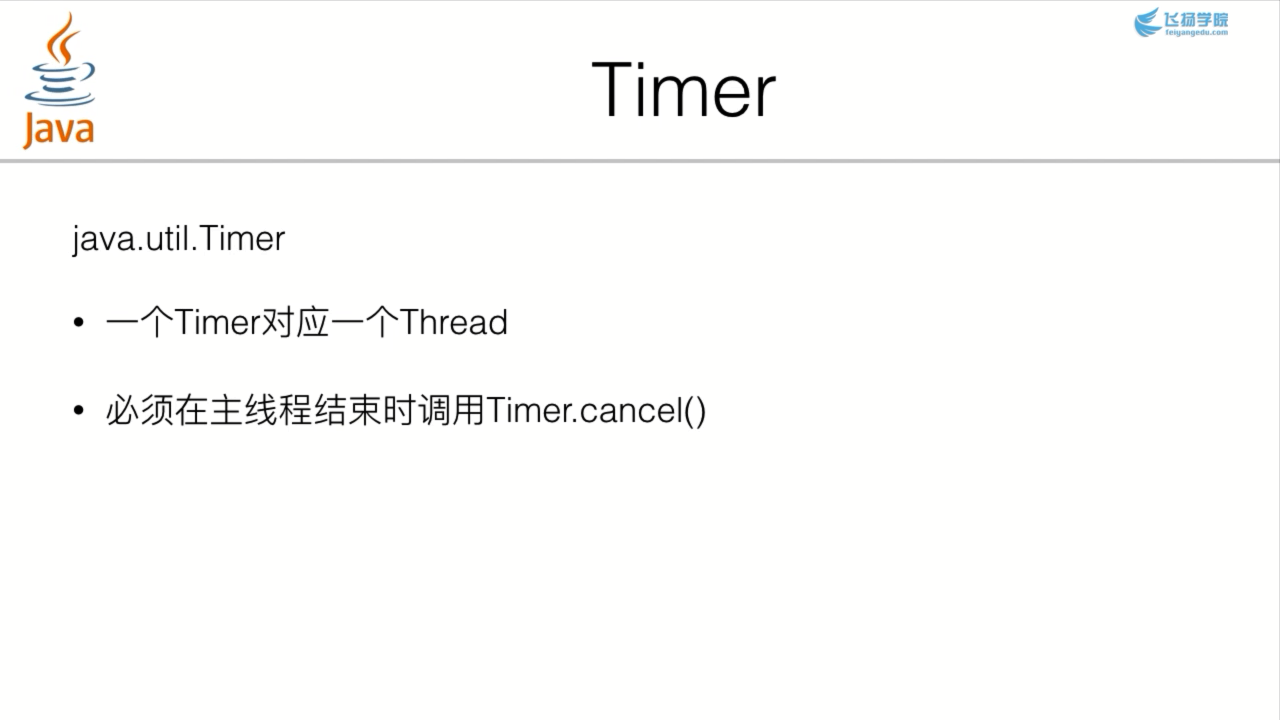 飞扬学院
feiyangedu.com
Java
Timer
java.util.Timer
• 一个Timer对应一个Thread
• 必须在主线程结束时调用Timer.cancel()